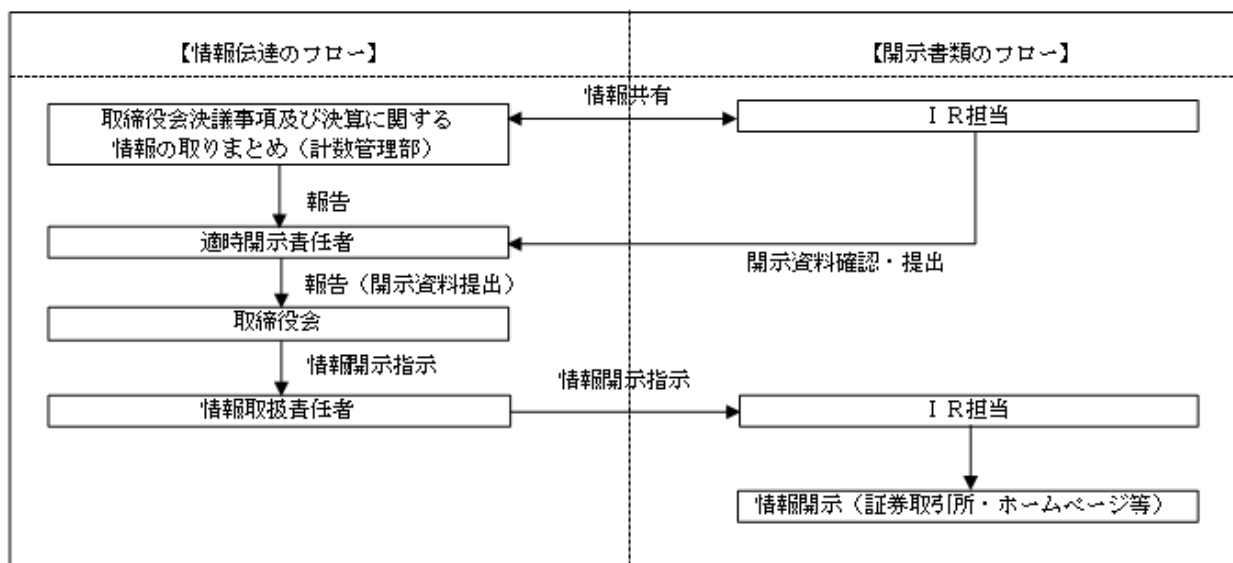 【情報伝達のフロー】
【開示書類のフロー】
情報共有
取締役会決議事項及び決算に関する
情報の取りまとめ（計数管理部）
ＩＲ担当
報告
適時開示責任者
開示資料確認・提出
報告（開示資料提出）
取締役会
情報開示指示
情報開示指示
情報取扱責任者
ＩＲ担当
情報開示（証券取引所・ホームページ等）